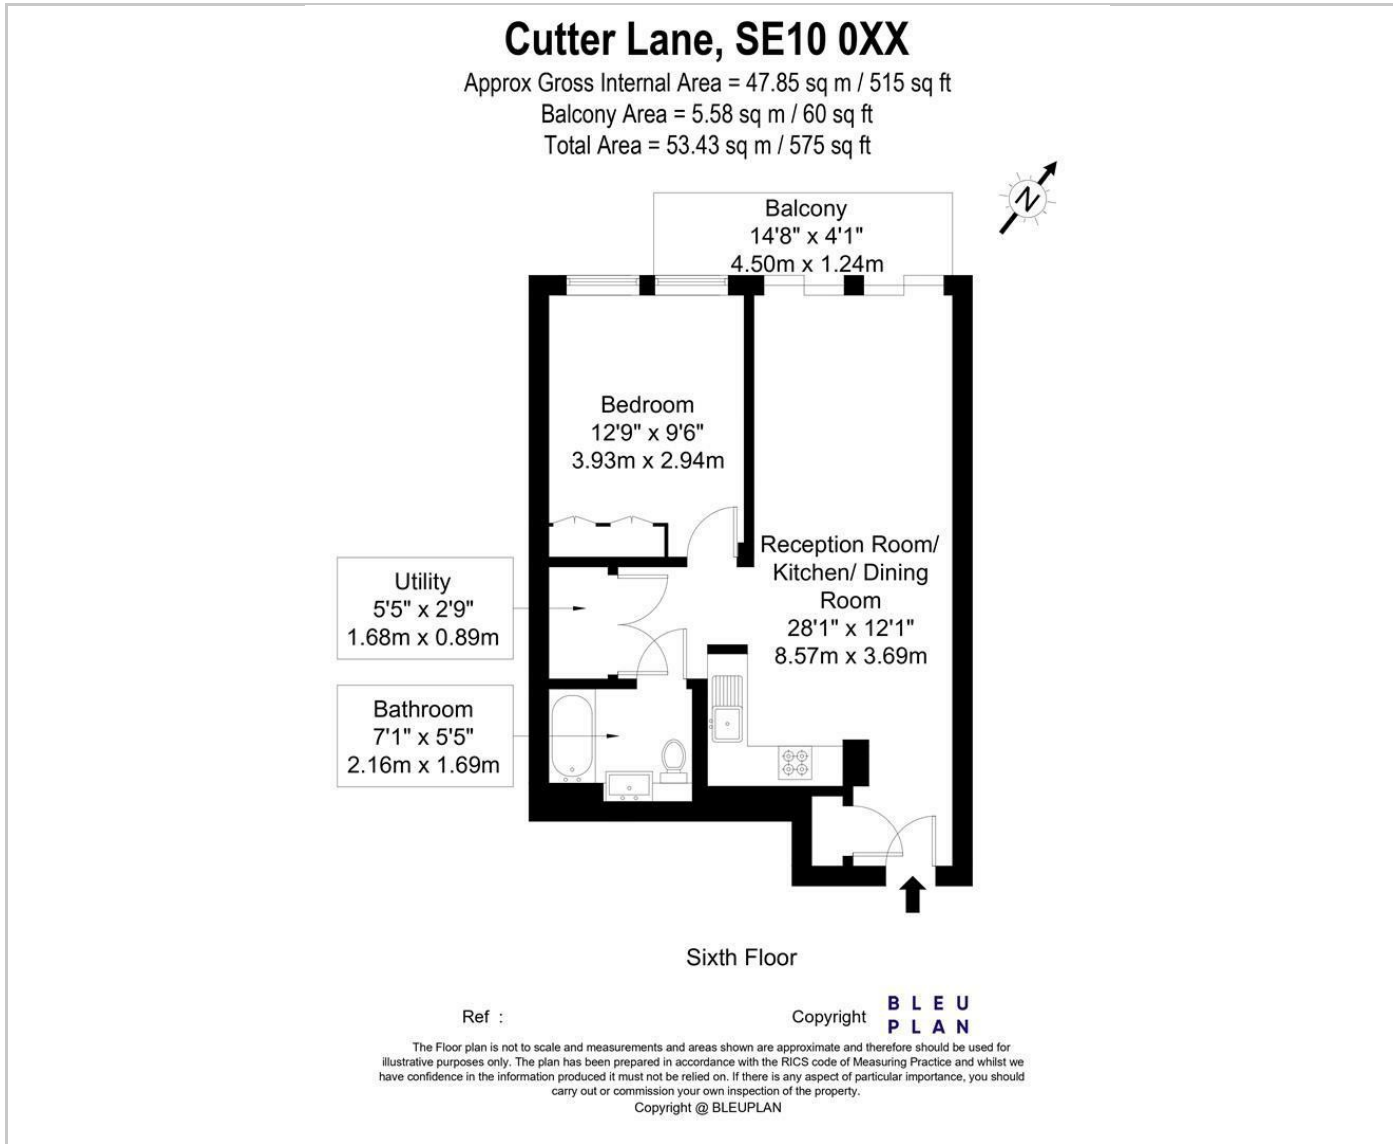 Cutter Lane, SE10 0XX
Approx Gross Internal Area = 47.85 sq m / 515 sq ft
Balcony Area = 5.58 sq m / 60 sq ft
Total Area = 53.43 sq m / 575 sq ft
N
Balcony
14'8" x 4'1"
4.50m x 1.24m
Bedroom
12'9" x 9'6"
3.93m x 2.94m
Reception Room/
Kitchen/ Dining
Room
28'1" x 12'1"
8.57m x 3.69m
Utility
5'5" x 2'9"
1.68m x 0.89m
Bathroom
7'1" x 5'5"
2.16m x 1.69m
Sixth Floor
Ref :
Copyright
BLEU
PLAN
The Floor plan is not to scale and measurements and areas shown are approximate and therefore should be used for
illustrative purposes only. The plan has been prepared in accordance with the RICS code of Measuring Practice and whilst we
have confidence in the information produced it must not be relied on. If there is any aspect of particular importance, you should
carry out or commission your own inspection of the property.
Copyright @ BLEUPLAN